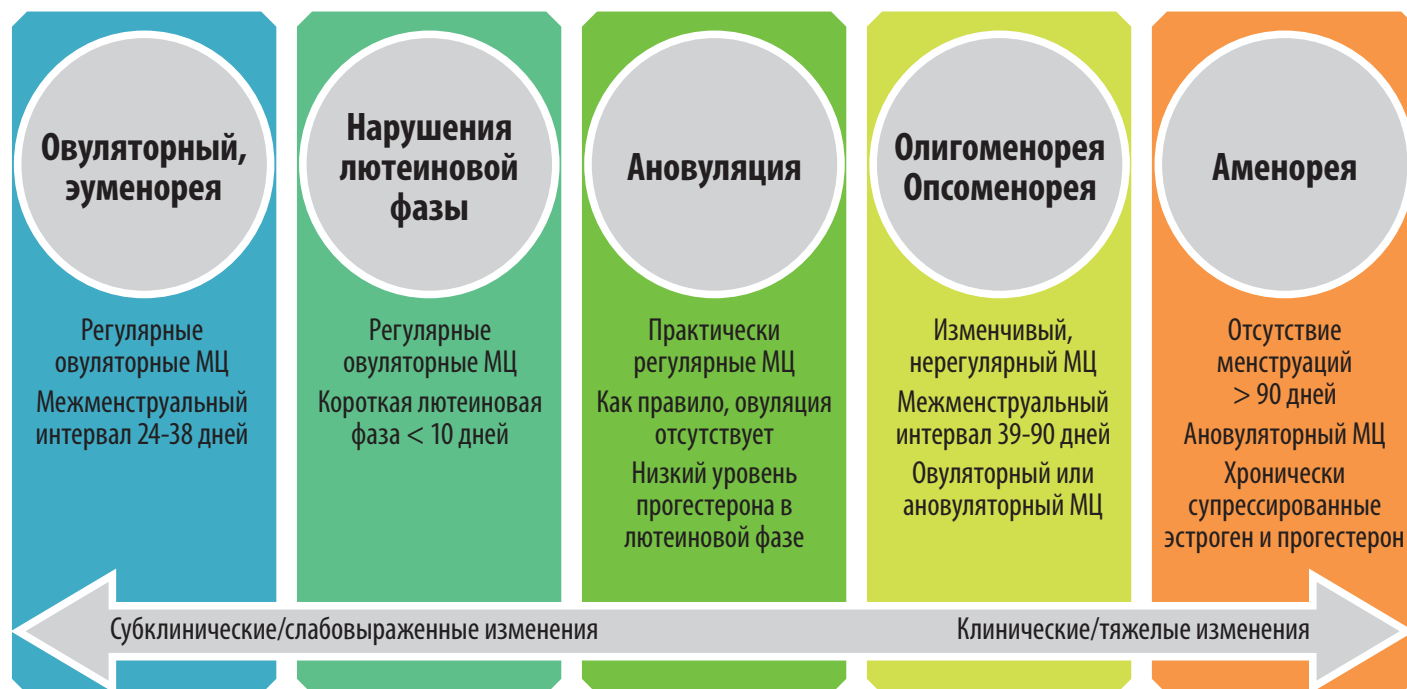 Овуляторный,
эуменорея
Регулярные
овуляторные МЦ
Межменструальный
интервал 24-38 дней
Нарушения
лютеиновой
фазы
Регулярные
овуляторные МЦ
Короткая лютеиновая
фаза < 10 дней
Ановуляция
Практически
регулярные МЦ
Как правило, овуляция
отсутствует
Низкий уровень
прогестерона в
лютеиновой фазе
Олигоменорея
Опсоменорея
Изменчивый,
нерегулярный МЦ
Межменструальный
интервал 39-90 дней
Овуляторный или
ановуляторный МЦ
Аменорея
Отсутствие
менструаций
> 90 дней
Ановуляторный МЦ
Хронически
супрессированные
эстроген и прогестерон
Субклинические/слабовыраженные изменения
Клинические/тяжелые изменения